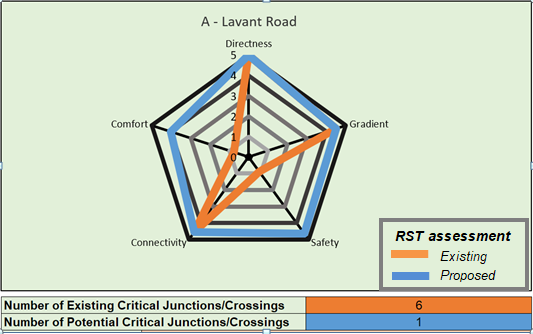 A - Lavant Road
Directness
5
4
3
2
1
0
Comfort
Gradient
Connectivity
Safety
RST assessment
Existing
Proposed
Number of Existing Critical Junctions/Crossings 6
Number of Potential Critical Junctions/Crossings 1